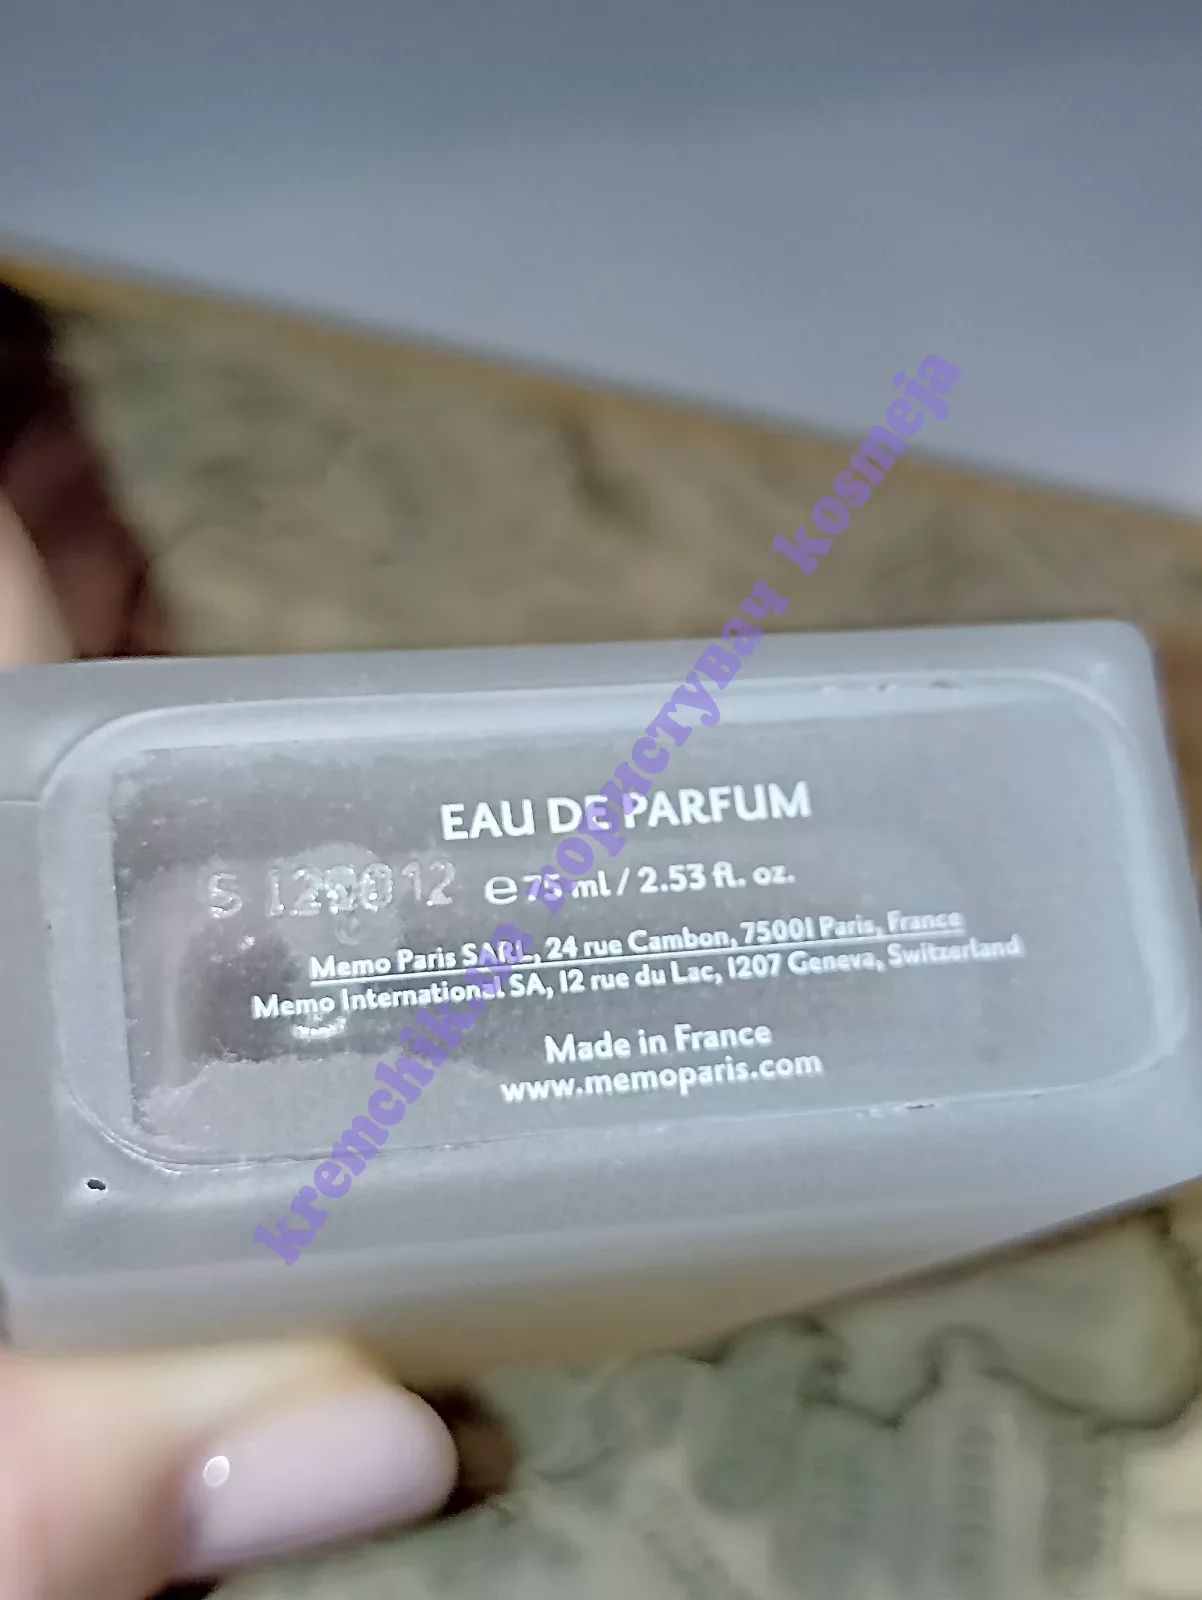 EAU DE PARFUM
e 75 ml / 2.53 fl. oz.
Memo Paris SARL, 24 rue Cambon, 75001 Paris, France
Memo International SA, 12 rue du Lac, 1207 Geneva, Switzerland
Made in France
www.memoparis.com
kremchik.ua користувач kosmeja